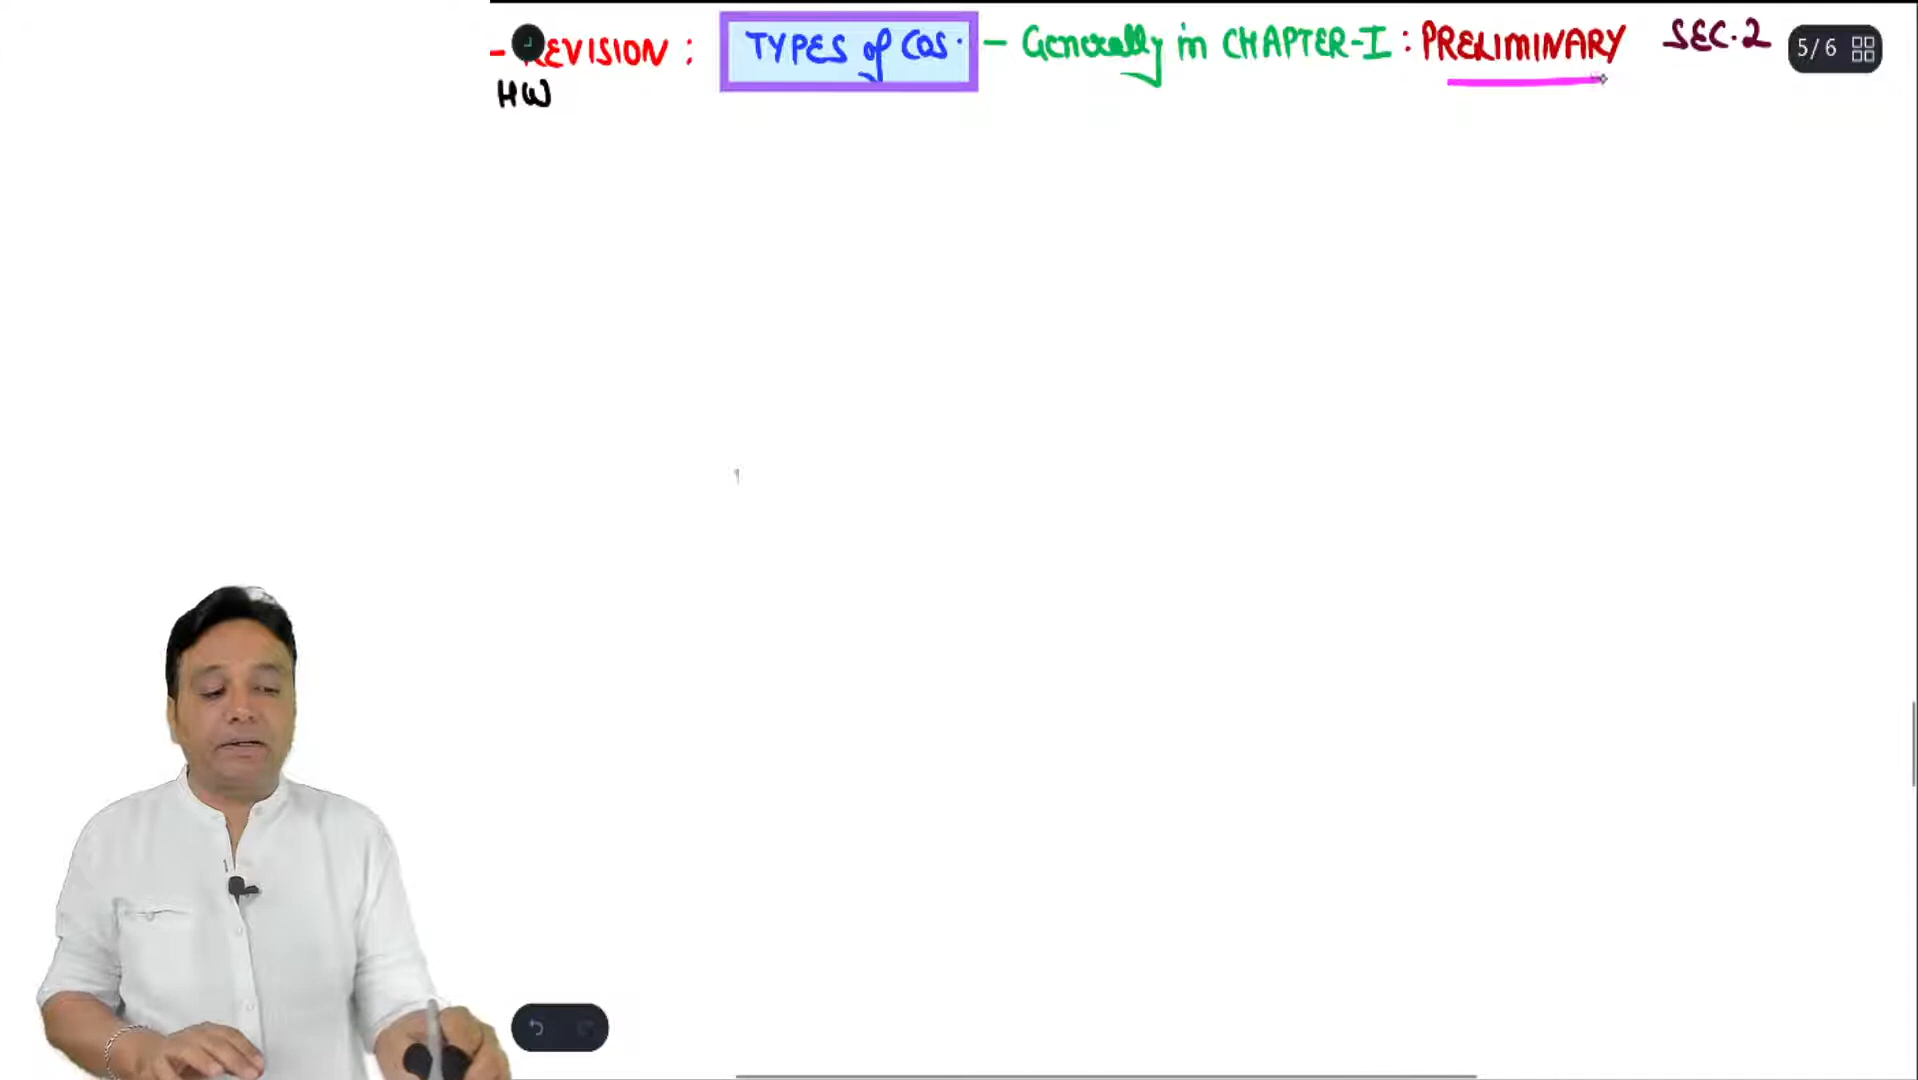 - REVISION : TYPES of COS. - Generally in CHAPTER-I : PRELIMINARY SEC.2 5/6
HW